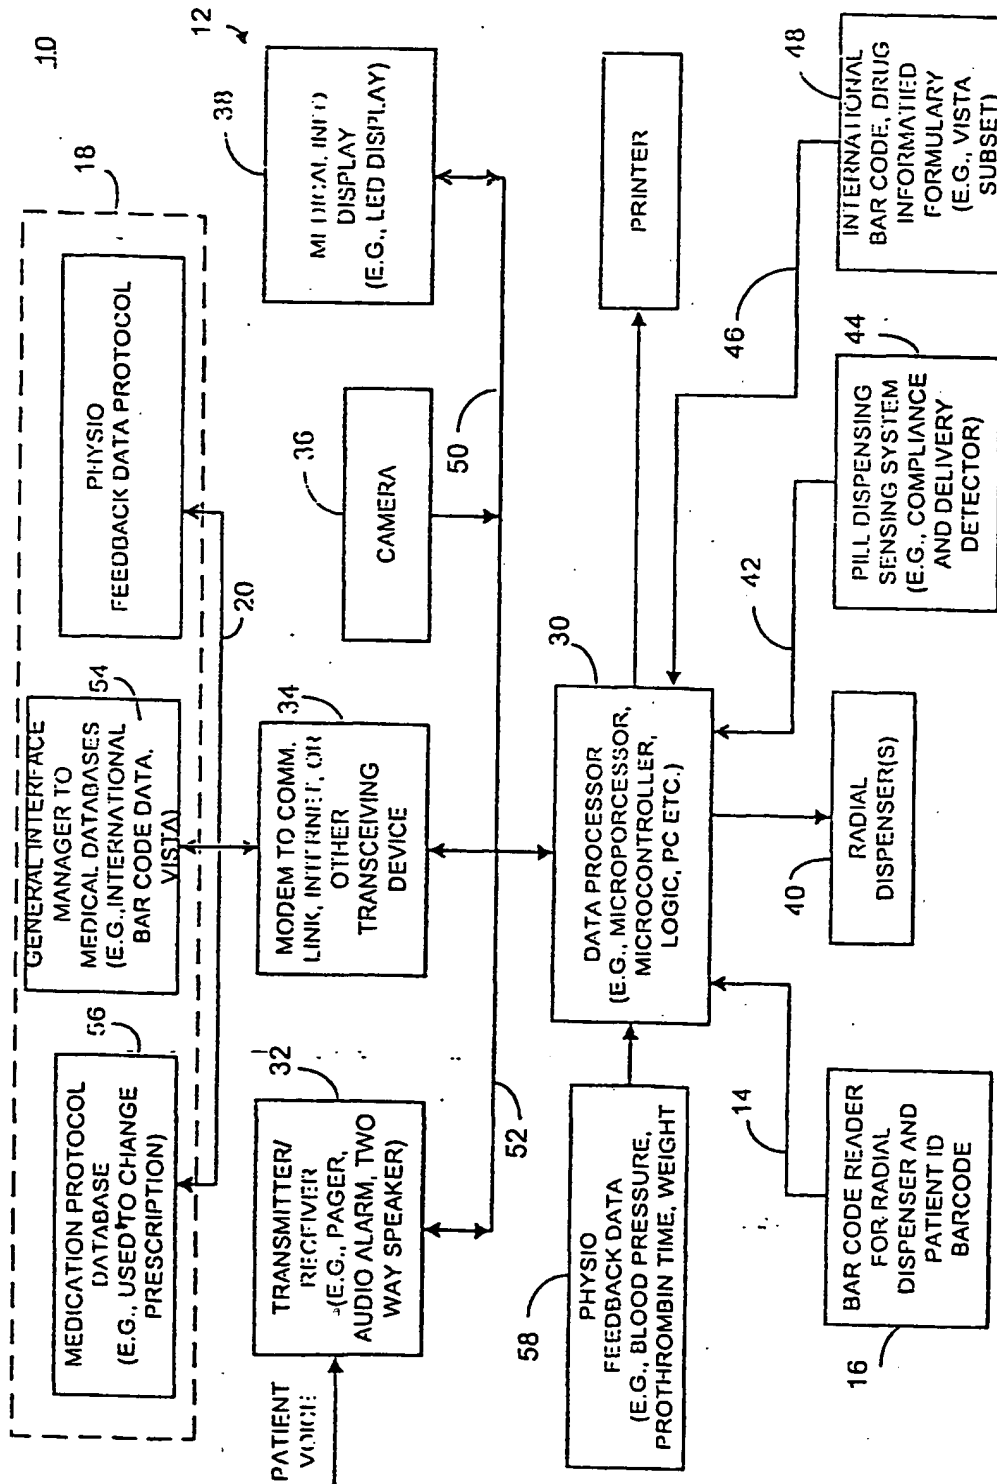 10
12
18
MEDICATION PROTOCOL
DATABASE
(E.G., USED TO CHANGE
PRESCRIPTION)
56
GENERAL INTERFACE
MANAGER TO
MEDICAL DATABASES
(E.G., INTERNATIONAL
BAR CODE DATA.
VISTA)
54
PHYSIO
FEEDBACK DATA PROTOCOL
20
PATIENT
VOICE
TRANSMITTER/
RECEIVER
(E.G., PAGER,
AUDIO ALARM, TWO
WAY SPEAKER)
32
MODEM TO COMM.
LINK, INTERNET, OR
OTHER
TRANSCEIVING
DEVICE
34
CAMERA
36
MEDICAL INFO
DISPLAY
(E.G., LED DISPLAY)
38
52
50
PHYSIO
FEEDBACK DATA
(E.G., BLOOD PRESSURE,
PROTHROMBIN TIME, WEIGHT
58
DATA PROCESSOR
(E.G., MICROPORCESSOR,
MICROCONTROLLER,
LOGIC, PC ETC.)
30
PRINTER
14
42
46
BAR CODE READER
FOR RADIAL
DISPENSER AND
PATIENT ID
BARCODE
16
RADIAL
DISPENSER(S)
40
PILL DISPENSING
SENSING SYSTEM
(E.G., COMPLIANCE
AND DELIVERY
DETECTOR)
44
INTERNATIONAL
BAR CODE, DRUG
INFORMATIED
FORMULARY
(E.G., VISTA
SUBSET)
48